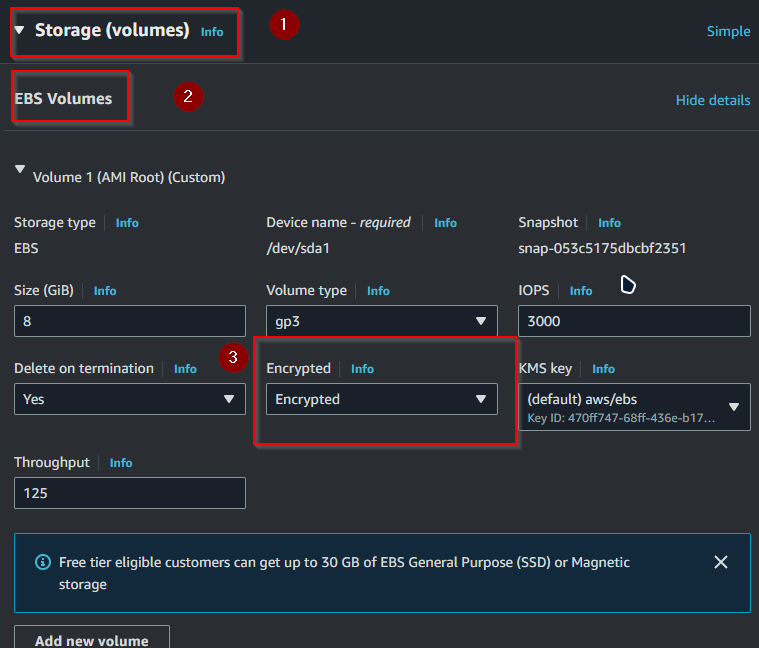 Storage (volumes) Info
1
Simple
EBS Volumes
2
Hide details
Volume 1 (AMI Root) (Custom)
Storage type Info
Device name - required Info
Snapshot Info
EBS
/dev/sda1
snap-053c5175dbcbf2351
Size (GiB) Info
Volume type Info
IOPS Info
8
gp3
3000
Delete on termination Info
3
Encrypted Info
KMS key Info
Yes
Encrypted
(default) aws/ebs
Key ID: 470ff747-68ff-436e-b17...
Throughput Info
125
Free tier eligible customers can get up to 30 GB of EBS General Purpose (SSD) or Magnetic
storage
Add new volume